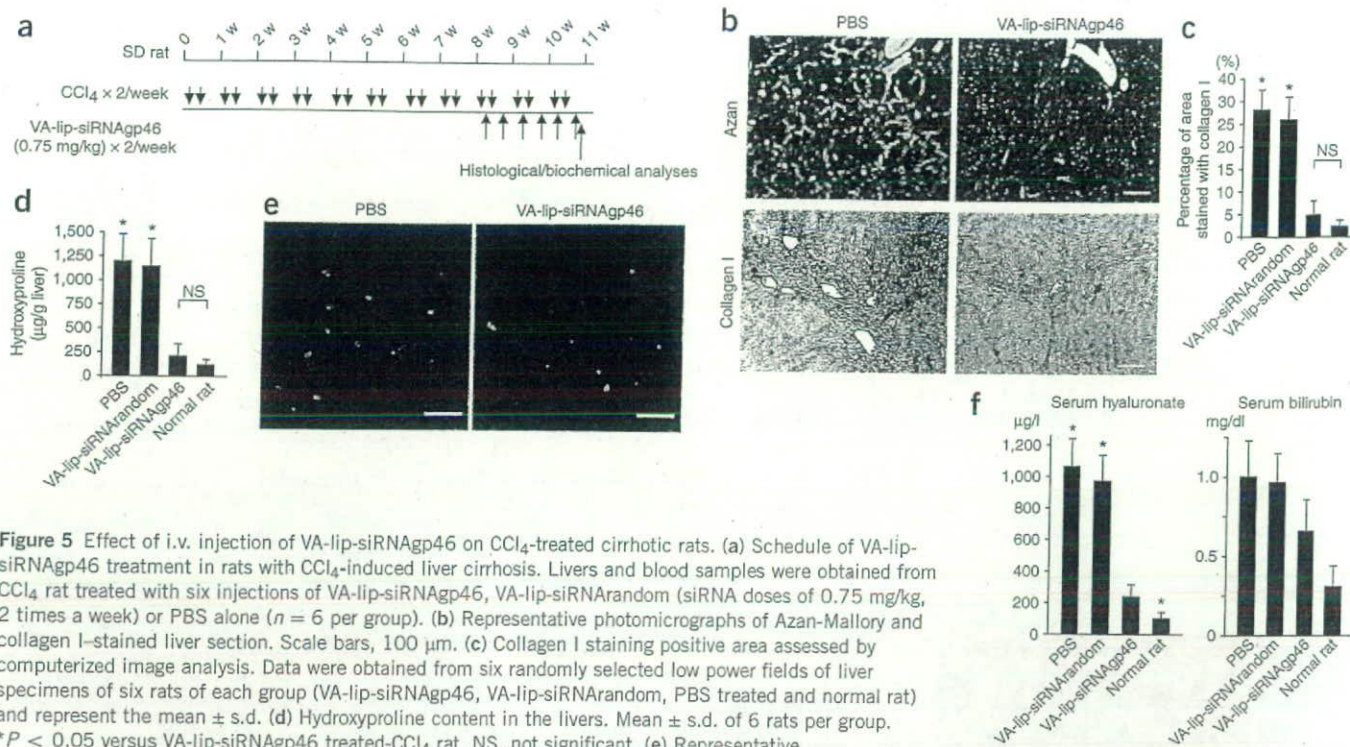 a
0 1 w 2 w 3 w 4 w 5 w 6 w 7 w 8 w 9 w 10 w 11 w
SD rat
CCl₄ × 2/week
VA-lip-siRNAgp46
(0.75 mg/kg) × 2/week
Histological/biochemical analyses
b
PBS VA-lip-siRNAgp46
Azan
Collagen I
c
(%)
Percentage of area
stained with collagen I
40
35
30
25
20
15
10
5
0
* * NS
PBS
VA-lip-siRNArandom
VA-lip-siRNAgp46
Normal rat
d
Hydroxyproline
(µg/g liver)
1,500
1,250
1,000
750
500
250
0
* * NS
PBS
VA-lip-siRNArandom
VA-lip-siRNAgp46
Normal rat
e
PBS VA-lip-siRNAgp46
f
Serum hyaluronate
µg/l
1,200
1,000
800
600
400
200
0
* * *
PBS
VA-lip-siRNArandom
VA-lip-siRNAgp46
Normal rat
Serum bilirubin
mg/dl
1.0
0.5
0
PBS
VA-lip-siRNArandom
VA-lip-siRNAgp46
Normal rat
Figure 5 Effect of i.v. injection of VA-lip-siRNAgp46 on CCl₄-treated cirrhotic rats. (a) Schedule of VA-lip-
siRNAgp46 treatment in rats with CCl₄-induced liver cirrhosis. Livers and blood samples were obtained from
CCl₄ rat treated with six injections of VA-lip-siRNAgp46, VA-lip-siRNArandom (siRNA doses of 0.75 mg/kg,
2 times a week) or PBS alone (n = 6 per group). (b) Representative photomicrographs of Azan-Mallory and
collagen I–stained liver section. Scale bars, 100 µm. (c) Collagen I staining positive area assessed by
computerized image analysis. Data were obtained from six randomly selected low power fields of liver
specimens of six rats of each group (VA-lip-siRNAgp46, VA-lip-siRNArandom, PBS treated and normal rat)
and represent the mean ± s.d. (d) Hydroxyproline content in the livers. Mean ± s.d. of 6 rats per group.
*P < 0.05 versus VA-lip-siRNAgp46 treated-CCl₄ rat. NS, not significant. (e) Representative